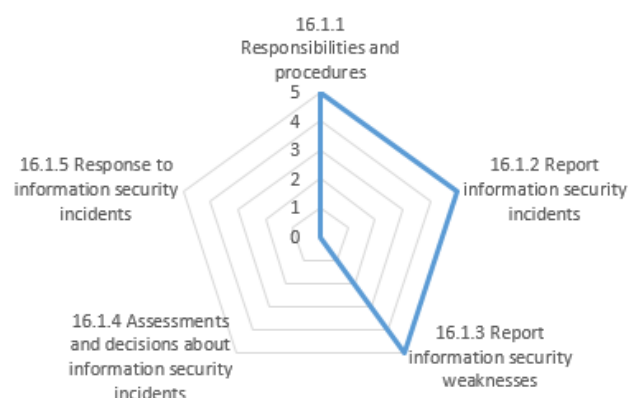 16.1.1
Responsibilities and
procedures
5
4
3
2
1
0
16.1.2 Report
information security
incidents
16.1.3 Report
information security
weaknesses
16.1.4 Assessments
and decisions about
information security
incidents
16.1.5 Response to
information security
incidents